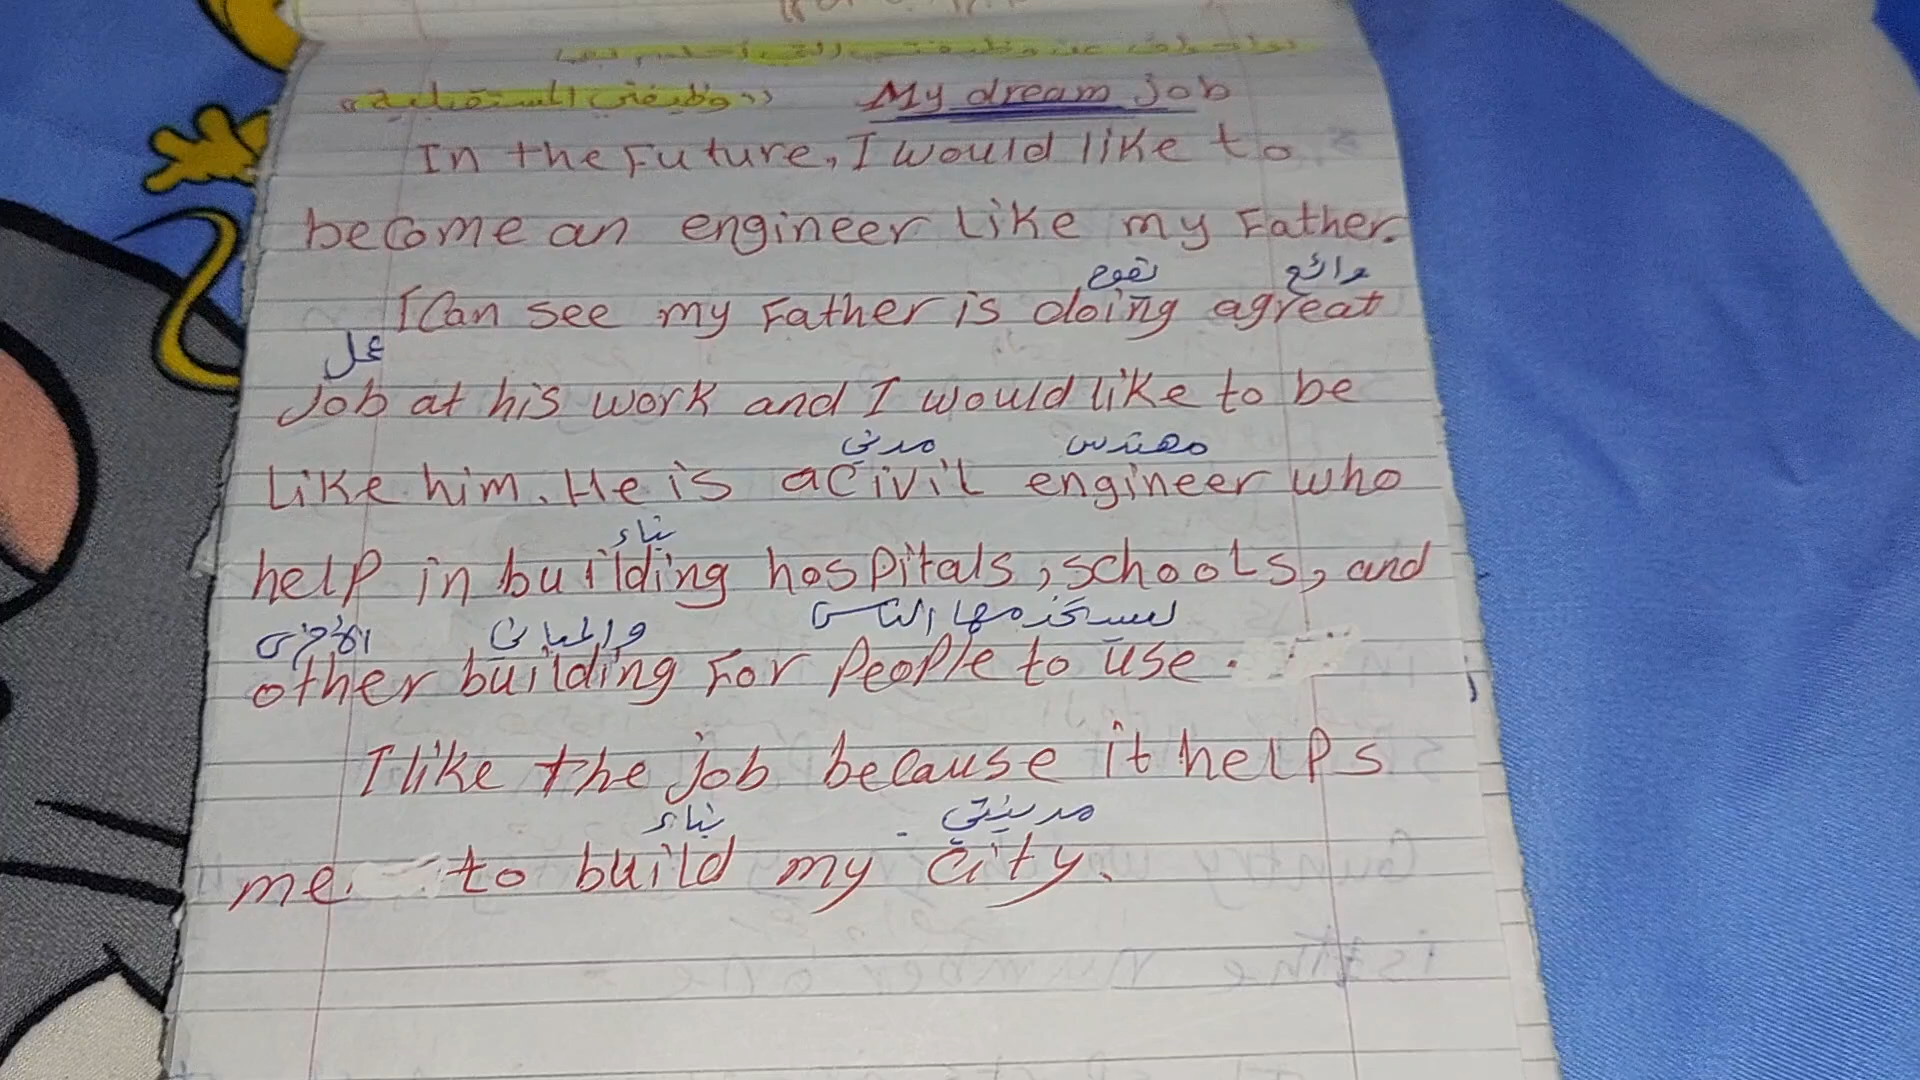 My dream Job «وظيفتي المستقبلية»
In the Future, I would like to
become an engineer like my Father.
تقوم رائع
I Can see my Father is doing a great
عمل
Job at his work and I would like to be
مهندس مدني
Like him. He is a Civil engineer who
بناء
help in building hospitals, schools, and
الأخرى والمباني ليستخدمها الناس
other building For People to use.
I like the job because it helps
بناء مدينتي
me. to build my city.